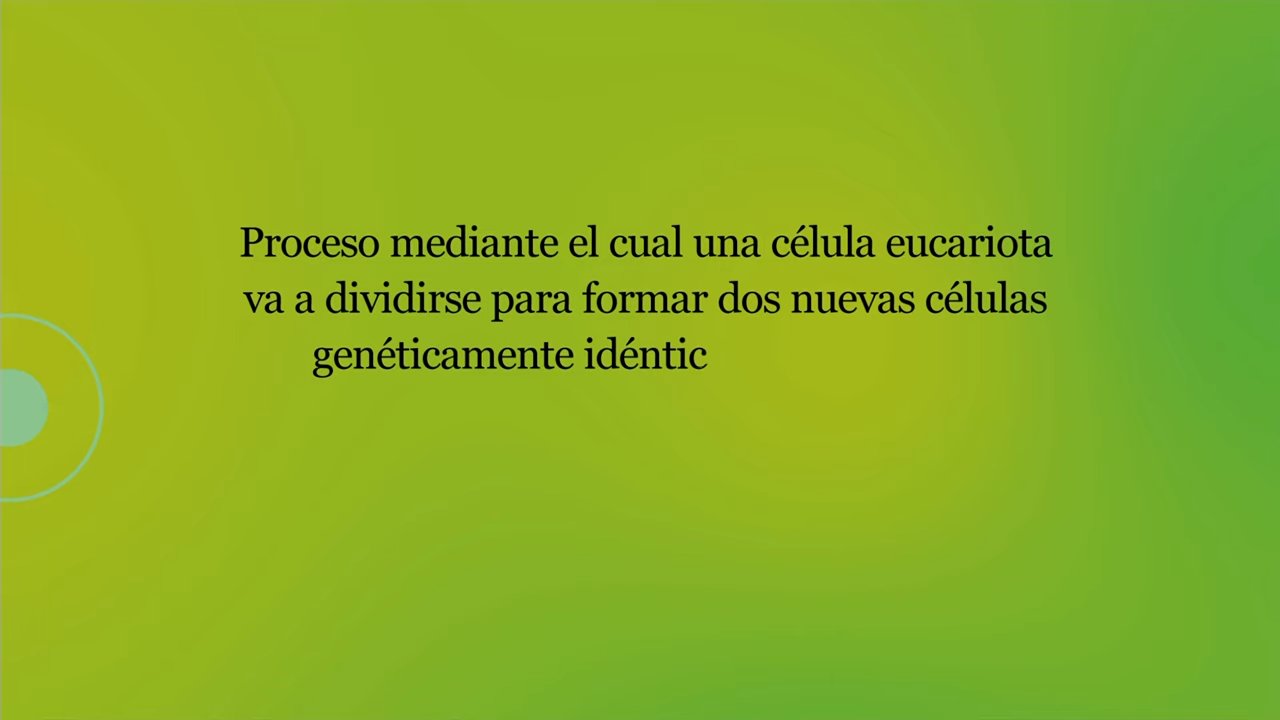 Proceso mediante el cual una célula eucariota
va a dividirse para formar dos nuevas células
genéticamente idéntic